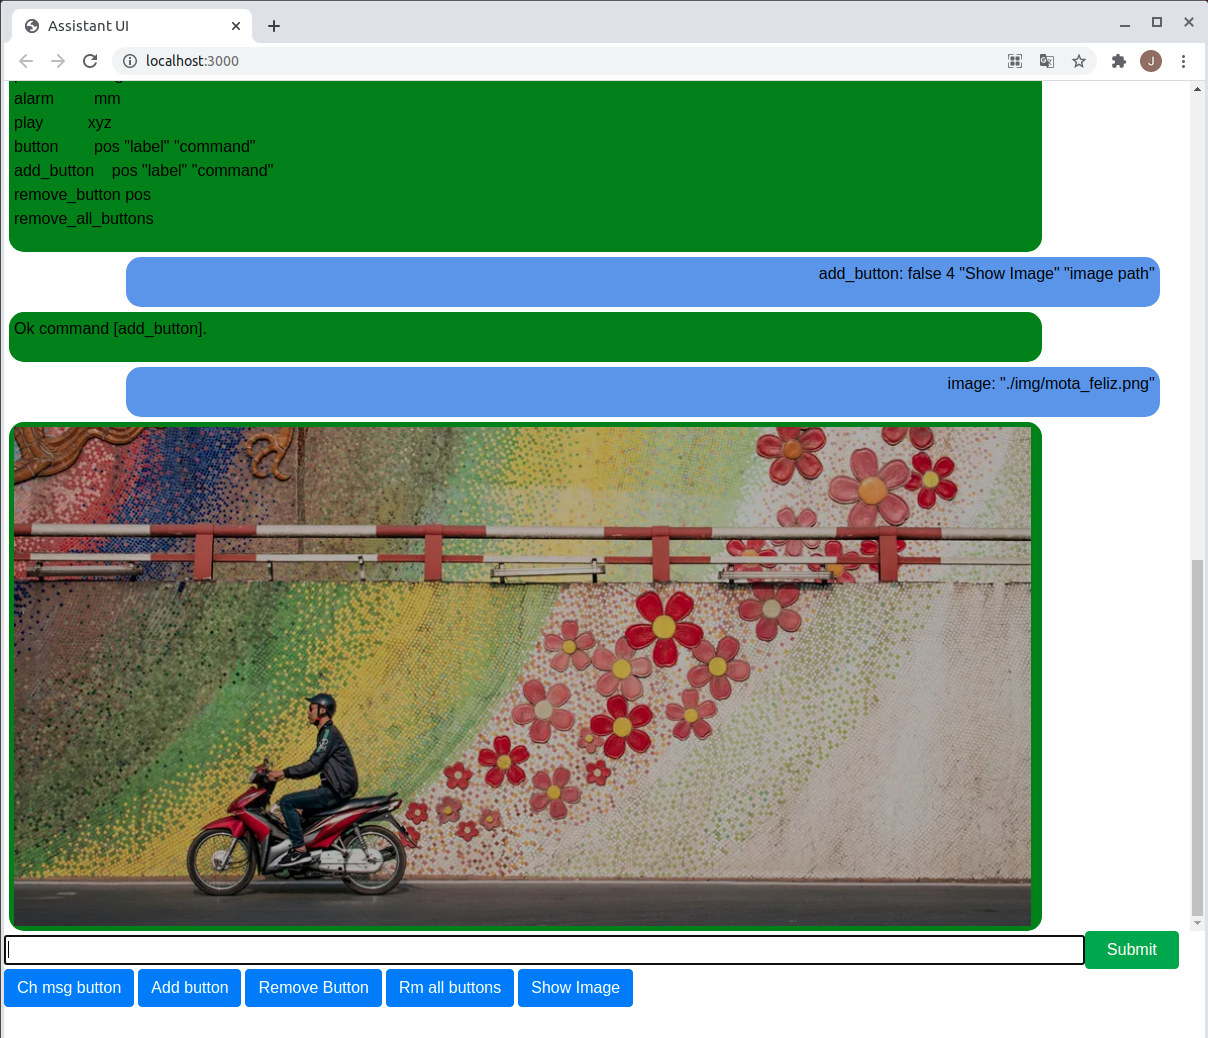 Assistant UI
localhost:3000
J
alarm mm
play xyz
button pos "label" "command"
add_button pos "label" "command"
remove_button pos
remove_all_buttons
add_button: false 4 "Show Image" "image path"
Ok command [add_button].
image: "./img/mota_feliz.png"
Submit
Ch msg button Add button Remove Button Rm all buttons Show Image